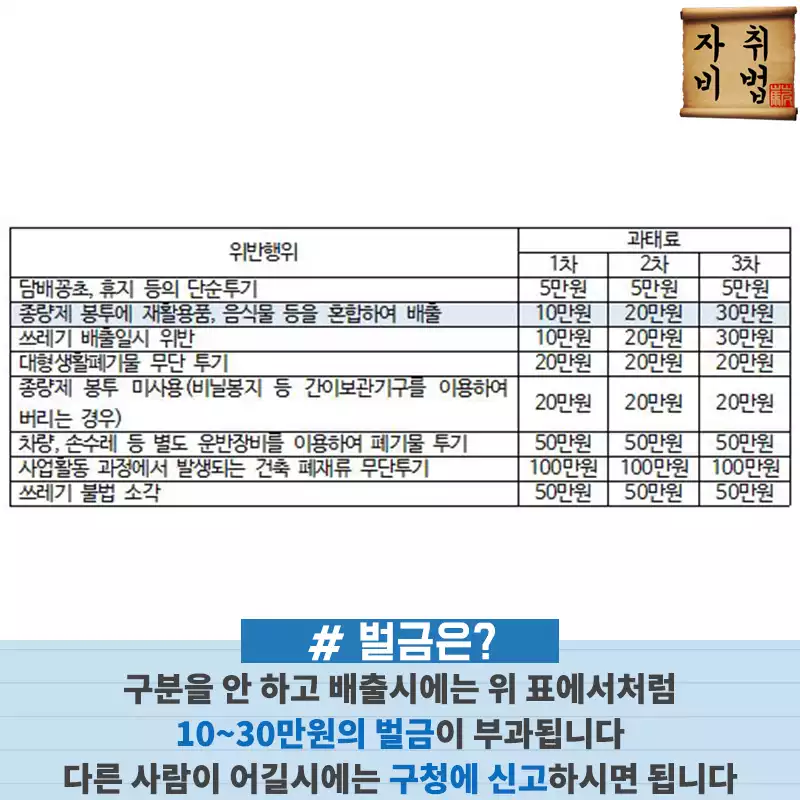 자취
비법
위반행위 과태료
1차 2차 3차
담배꽁초, 휴지 등의 단순투기 5만원 5만원 5만원
종량제 봉투에 재활용품, 음식물 등을 혼합하여 배출 10만원 20만원 30만원
쓰레기 배출일시 위반 10만원 20만원 30만원
대형생활폐기물 무단 투기 20만원 20만원 20만원
종량제 봉투 미사용(비닐봉지 등 간이보관기구를 이용하여
버리는 경우) 20만원 20만원 20만원
차량, 손수레 등 별도 운반장비를 이용하여 폐기물 투기 50만원 50만원 50만원
사업활동 과정에서 발생되는 건축 폐재류 무단투기 100만원 100만원 100만원
쓰레기 불법 소각 50만원 50만원 50만원
# 벌금은?
구분을 안 하고 배출시에는 위 표에서처럼
10~30만원의 벌금이 부과됩니다
다른 사람이 어길시에는 구청에 신고하시면 됩니다